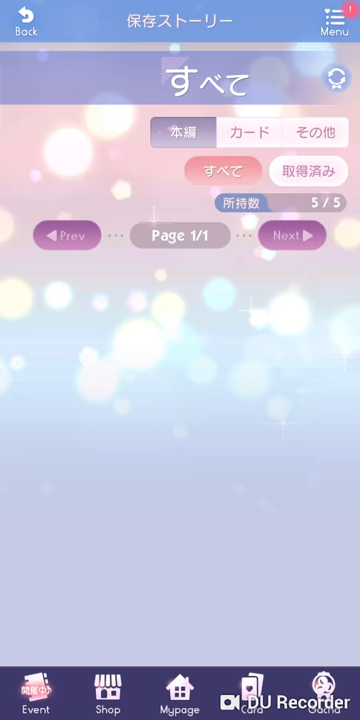 保存ストーリー
Back
Menu
!
すべて
本編 カード その他
すべて 取得済み
所持数 5 / 5
Prev Page 1/1 Next
開催中♪
DU Recorder
Event Shop Mypage Card Gacha